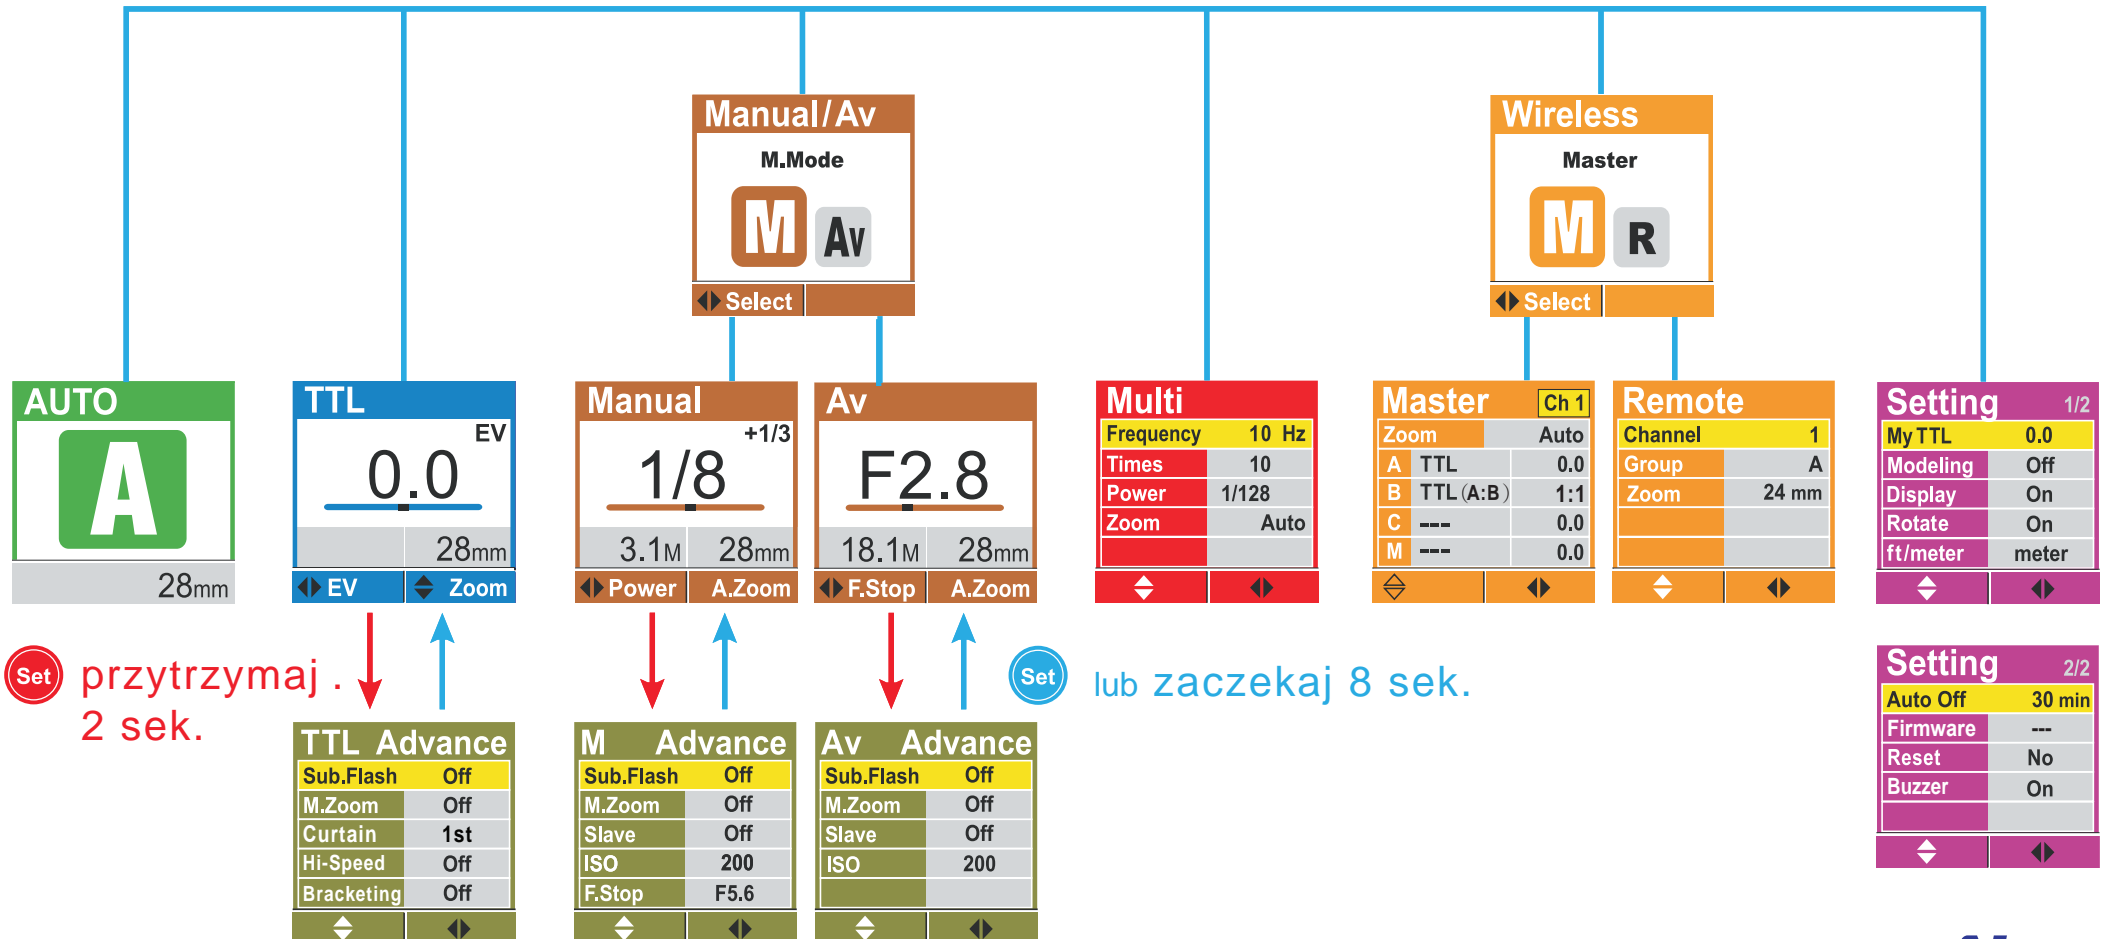 Manual/Av
M.Mode
M Av
Select
Wireless
Master
M R
Select
AUTO
A
28mm
TTL
EV
0.0
28mm
EV Zoom
Manual
+1/3
1/8
3.1M 28mm
Power A.Zoom
Av
F2.8
18.1M 28mm
F.Stop A.Zoom
Multi
Frequency 10 Hz
Times 10
Power 1/128
Zoom Auto
Master Ch 1
Zoom Auto
A TTL 0.0
B TTL(A:B) 1:1
C --- 0.0
M --- 0.0
Remote
Channel 1
Group A
Zoom 24 mm
Setting 1/2
My TTL 0.0
Modeling Off
Display On
Rotate On
ft/meter meter
Set przytrzymaj .
2 sek.
Set lub zaczekaj 8 sek.
TTL Advance
Sub.Flash Off
M.Zoom Off
Curtain 1st
Hi-Speed Off
Bracketing Off
M Advance
Sub.Flash Off
M.Zoom Off
Slave Off
ISO 200
F.Stop F5.6
Av Advance
Sub.Flash Off
M.Zoom Off
Slave Off
ISO 200
Setting 2/2
Auto Off 30 min
Firmware ---
Reset No
Buzzer On